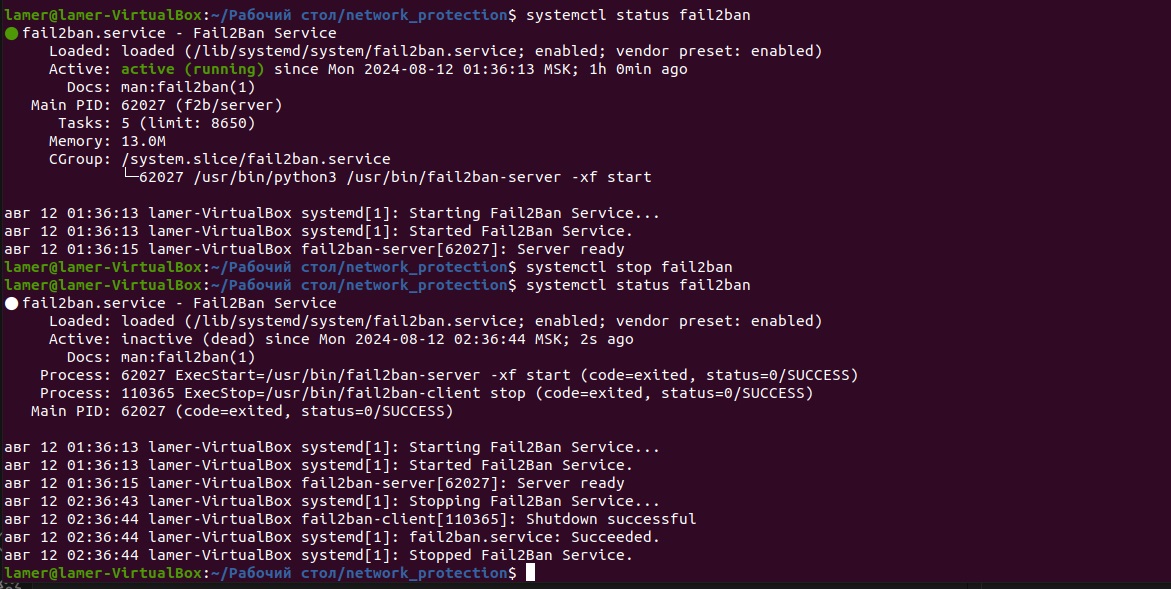 lamer@lamer-VirtualBox:~/Рабочий стол/network_protection$ systemctl status fail2ban
● fail2ban.service - Fail2Ban Service
     Loaded: loaded (/lib/systemd/system/fail2ban.service; enabled; vendor preset: enabled)
     Active: active (running) since Mon 2024-08-12 01:36:13 MSK; 1h 0min ago
       Docs: man:fail2ban(1)
   Main PID: 62027 (f2b/server)
      Tasks: 5 (limit: 8650)
     Memory: 13.0M
     CGroup: /system.slice/fail2ban.service
             └─62027 /usr/bin/python3 /usr/bin/fail2ban-server -xf start
авг 12 01:36:13 lamer-VirtualBox systemd[1]: Starting Fail2Ban Service...
авг 12 01:36:13 lamer-VirtualBox systemd[1]: Started Fail2Ban Service.
авг 12 01:36:15 lamer-VirtualBox fail2ban-server[62027]: Server ready
lamer@lamer-VirtualBox:~/Рабочий стол/network_protection$ systemctl stop fail2ban
lamer@lamer-VirtualBox:~/Рабочий стол/network_protection$ systemctl status fail2ban
● fail2ban.service - Fail2Ban Service
     Loaded: loaded (/lib/systemd/system/fail2ban.service; enabled; vendor preset: enabled)
     Active: inactive (dead) since Mon 2024-08-12 02:36:44 MSK; 2s ago
       Docs: man:fail2ban(1)
    Process: 62027 ExecStart=/usr/bin/fail2ban-server -xf start (code=exited, status=0/SUCCESS)
    Process: 110365 ExecStop=/usr/bin/fail2ban-client stop (code=exited, status=0/SUCCESS)
   Main PID: 62027 (code=exited, status=0/SUCCESS)
авг 12 01:36:13 lamer-VirtualBox systemd[1]: Starting Fail2Ban Service...
авг 12 01:36:13 lamer-VirtualBox systemd[1]: Started Fail2Ban Service.
авг 12 01:36:15 lamer-VirtualBox fail2ban-server[62027]: Server ready
авг 12 02:36:43 lamer-VirtualBox systemd[1]: Stopping Fail2Ban Service...
авг 12 02:36:44 lamer-VirtualBox fail2ban-client[110365]: Shutdown successful
авг 12 02:36:44 lamer-VirtualBox systemd[1]: fail2ban.service: Succeeded.
авг 12 02:36:44 lamer-VirtualBox systemd[1]: Stopped Fail2Ban Service.
lamer@lamer-VirtualBox:~/Рабочий стол/network_protection$